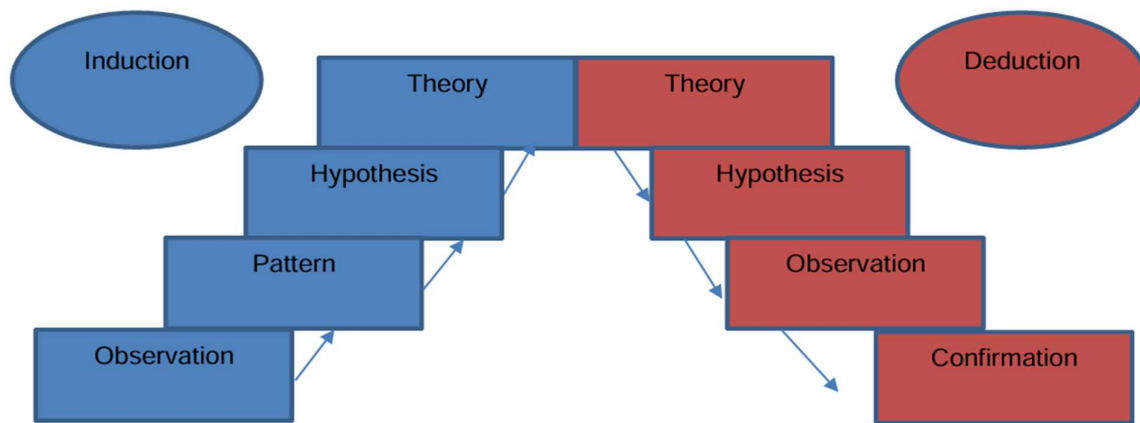 Induction
Deduction
Theory
Theory
Hypothesis
Hypothesis
Pattern
Observation
Observation
Confirmation